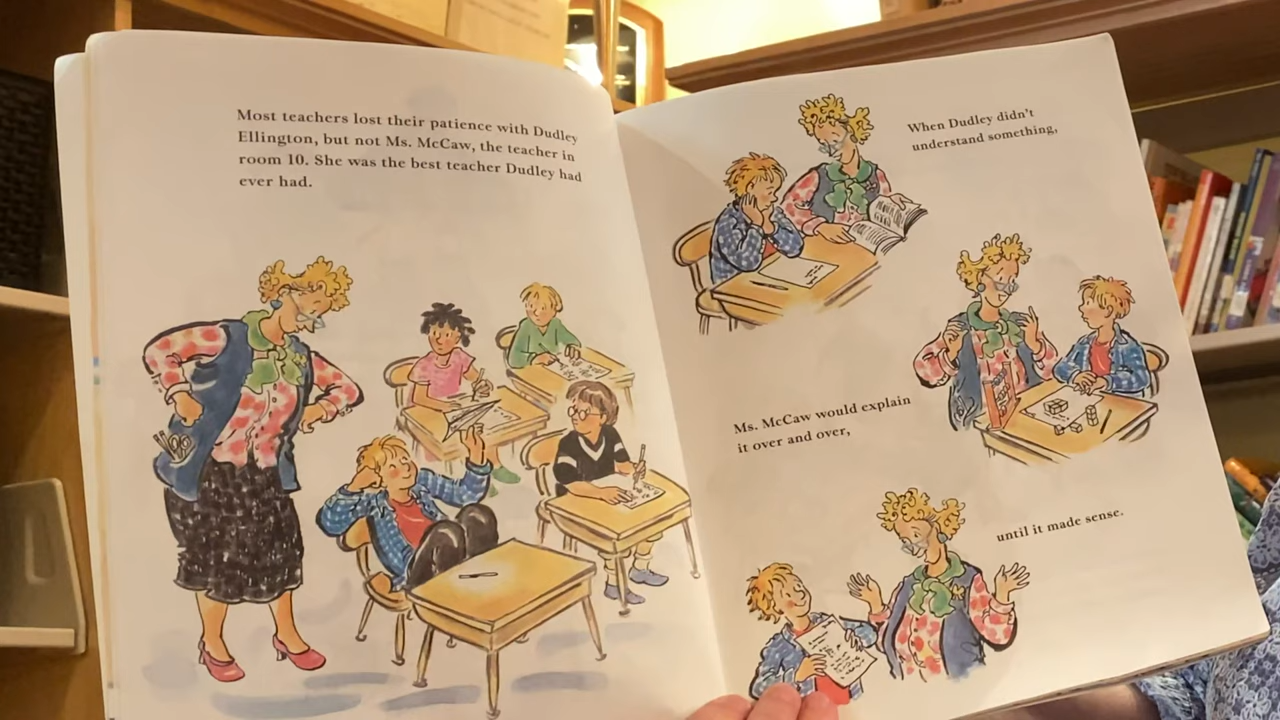 Most teachers lost their patience with Dudley
Ellington, but not Ms. McCaw, the teacher in
room 10. She was the best teacher Dudley had
ever had.
When Dudley didn't
understand something,
Ms. McCaw would explain
it over and over,
until it made sense.